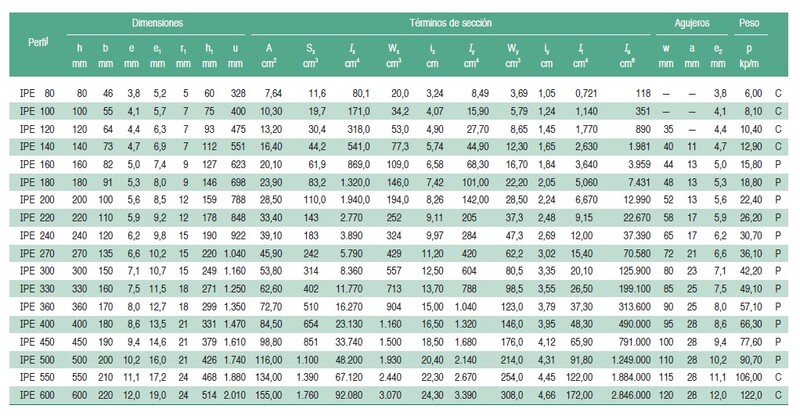 Perfil Dimensiones Términos de sección Agujeros Peso
h b e e1 r1 h1 u A Sx Ix Wx ix Iy Wy iy It Ia w a e2 p
mm mm mm mm mm mm mm cm² cm³ cm⁴ cm³ cm cm⁴ cm³ cm cm⁴ cm⁶ mm mm mm kp/m
IPE 80 80 46 3,8 5,2 5 60 328 7,64 11,6 80,1 20,0 3,24 8,49 3,69 1,05 0,721 118 — — 3,8 6,00 C
IPE 100 100 55 4,1 5,7 7 75 400 10,30 19,7 171,0 34,2 4,07 15,90 5,79 1,24 1,140 351 — — 4,1 8,10 C
IPE 120 120 64 4,4 6,3 7 93 475 13,20 30,4 318,0 53,0 4,90 27,70 8,65 1,45 1,770 890 35 — 4,4 10,40 C
IPE 140 140 73 4,7 6,9 7 112 551 16,40 44,2 541,0 77,3 5,74 44,90 12,30 1,65 2,630 1.981 40 11 4,7 12,90 C
IPE 160 160 82 5,0 7,4 9 127 623 20,10 61,9 869,0 109,0 6,58 68,30 16,70 1,84 3,640 3.959 44 13 5,0 15,80 P
IPE 180 180 91 5,3 8,0 9 146 698 23,90 83,2 1.320,0 146,0 7,42 101,00 22,20 2,05 5,060 7.431 48 13 5,3 18,80 P
IPE 200 200 100 5,6 8,5 12 159 788 28,50 110,0 1.940,0 194,0 8,26 142,00 28,50 2,24 6,670 12.990 52 13 5,6 22,40 P
IPE 220 220 110 5,9 9,2 12 178 848 33,40 143 2.770 252 9,11 205 37,3 2,48 9,15 22.670 58 17 5,9 26,20 P
IPE 240 240 120 6,2 9,8 15 190 922 39,10 183 3.890 324 9,97 284 47,3 2,69 12,00 37.390 65 17 6,2 30,70 P
IPE 270 270 135 6,6 10,2 15 220 1.040 45,90 242 5.790 429 11,20 420 62,2 3,02 15,40 70.580 72 21 6,6 36,10 P
IPE 300 300 150 7,1 10,7 15 249 1.160 53,80 314 8.360 557 12,50 604 80,5 3,35 20,10 125.900 80 23 7,1 42,20 P
IPE 330 330 160 7,5 11,5 18 271 1.250 62,60 402 11.770 713 13,70 788 98,5 3,55 26,50 199.100 85 25 7,5 49,10 P
IPE 360 360 170 8,0 12,7 18 299 1.350 72,70 510 16.270 904 15,00 1.040 123,0 3,79 37,30 313.600 90 25 8,0 57,10 P
IPE 400 400 180 8,6 13,5 21 331 1.470 84,50 654 23.130 1.160 16,50 1.320 146,0 3,95 48,30 490.000 95 28 8,6 66,30 P
IPE 450 450 190 9,4 14,6 21 379 1.610 98,80 851 33.740 1.500 18,50 1.680 176,0 4,12 65,90 791.000 100 28 9,4 77,60 P
IPE 500 500 200 10,2 16,0 21 426 1.740 116,00 1.100 48.200 1.930 20,40 2.140 214,0 4,31 91,80 1.249.000 110 28 10,2 90,70 P
IPE 550 550 210 11,1 17,2 24 468 1.880 134,00 1.390 67.120 2.440 22,30 2.670 254,0 4,45 122,00 1.884.000 115 28 11,1 106,00 C
IPE 600 600 220 12,0 19,0 24 514 2.010 155,00 1.760 92.080 3.070 24,30 3.390 308,0 4,66 172,00 2.846.000 120 28 12,0 122,0 C